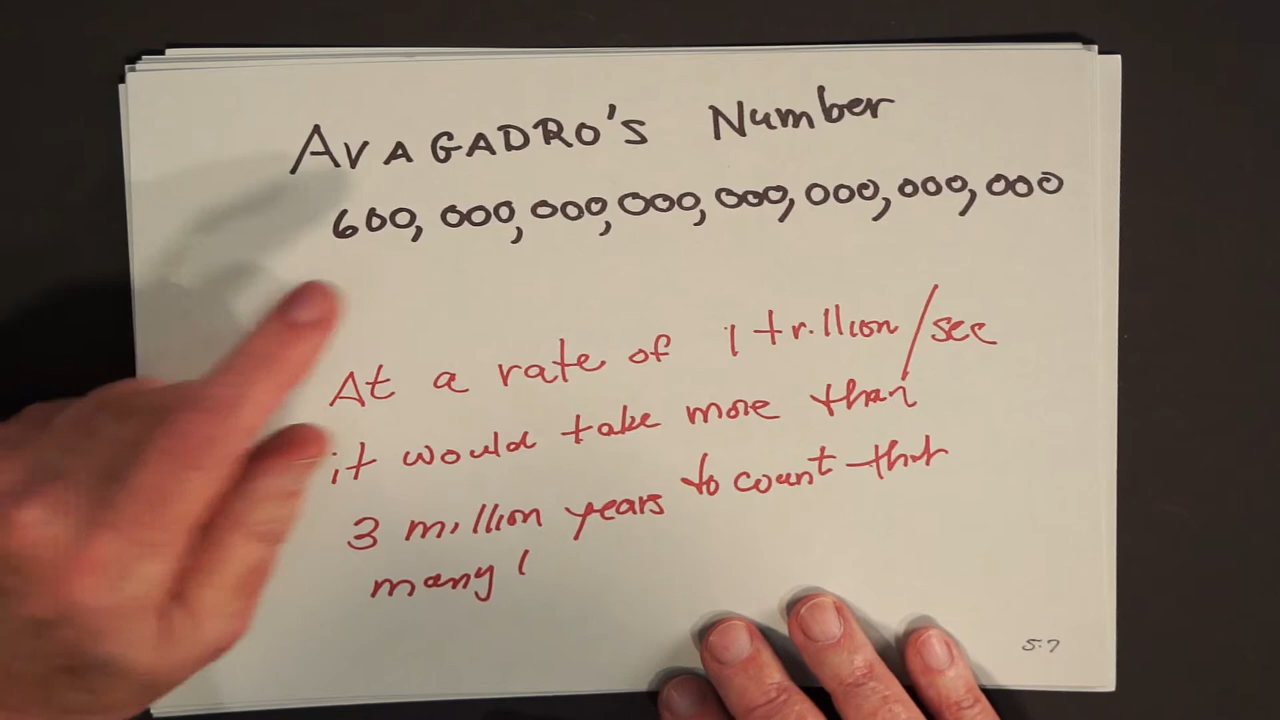 AVAGADRO'S Number
600,000,000,000,000,000,000,000
At a rate of 1 trillion/sec
it would take more than
3 million years to count that
many !
5.7